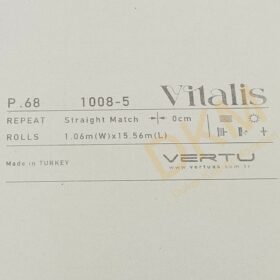 P.68 1008-5 Vitalis
REPEAT Straight Match 0cm
ROLLS 1.06m(W)x15.56m(L)
Made in TURKEY VERTU
www.vertuas.com.tr
DKM